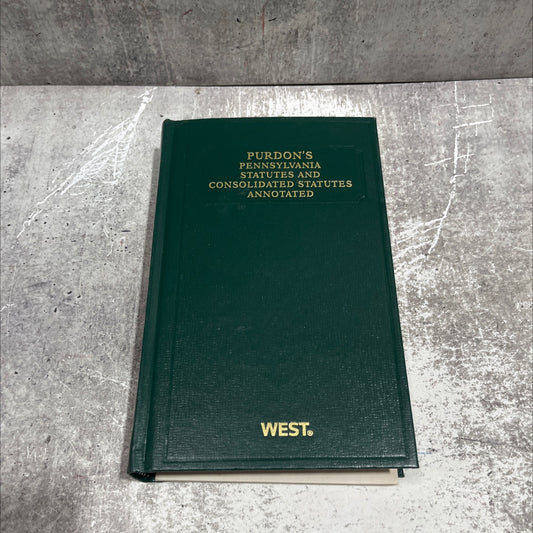 PURDON'S
PENNSYLVANIA
STATUTES AND
CONSOLIDATED STATUTES
ANNOTATED
WEST®